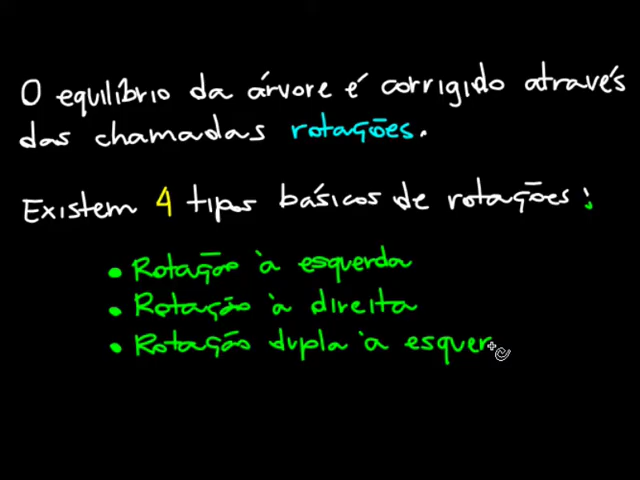 O equilíbrio da árvore é corrigido através
das chamadas rotações.
Existem 4 tipos básicos de rotações:
• Rotação à esquerda
• Rotação à direita
• Rotação dupla à esquer